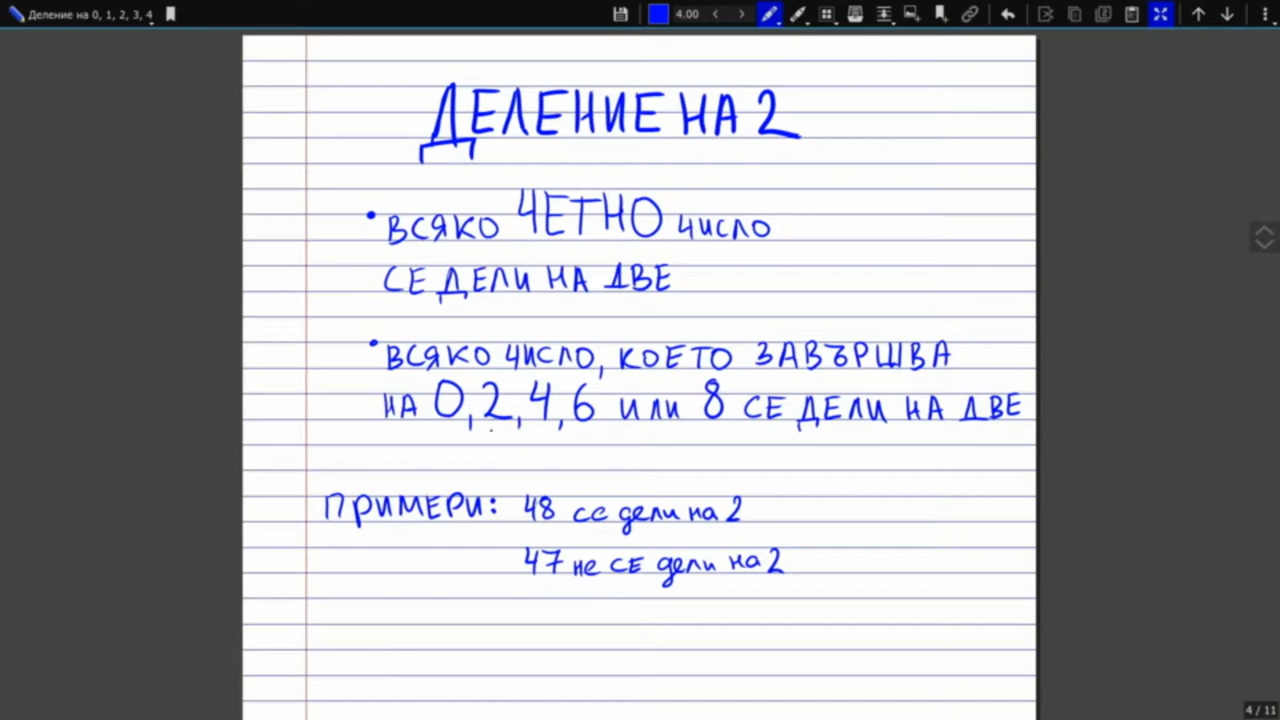 Деление на 0, 1, 2, 3, 4
4.00
ДЕЛЕНИЕ НА 2
• ВСЯКО ЧЕТНО ЧИСЛО
СЕ ДЕЛИ НА ДВЕ
• ВСЯКО ЧИСЛО, КОЕТО ЗАВЪРШВА
НА 0, 2, 4, 6 ИЛИ 8 СЕ ДЕЛИ НА ДВЕ
ПРИМЕРИ: 48 се дели на 2
47 не СЕ дели на 2
4 / 11